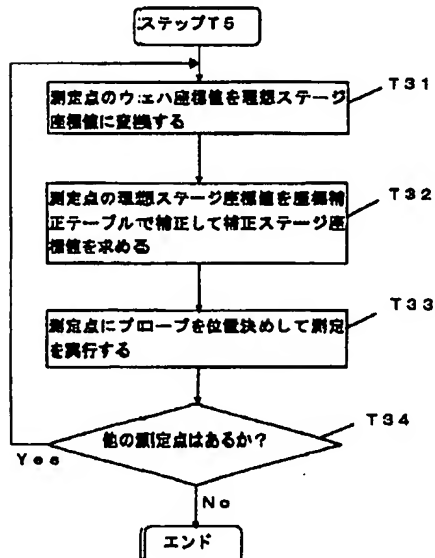 ステップT5
測定点のウェハ座標値を理想ステージ
座標値に変換する
T31
測定点の理想ステージ座標値を座標補
正テーブルで補正して補正ステージ座
標値を求める
T32
測定点にプローブを位置決めして測定
を実行する
T33
他の測定点はあるか?
T34
Yes
No
エンド